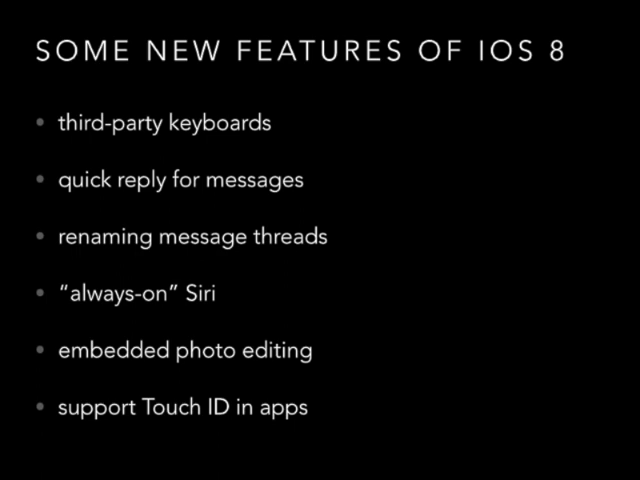 SOME NEW FEATURES OF IOS 8
• third-party keyboards
• quick reply for messages
• renaming message threads
• “always-on” Siri
• embedded photo editing
• support Touch ID in apps